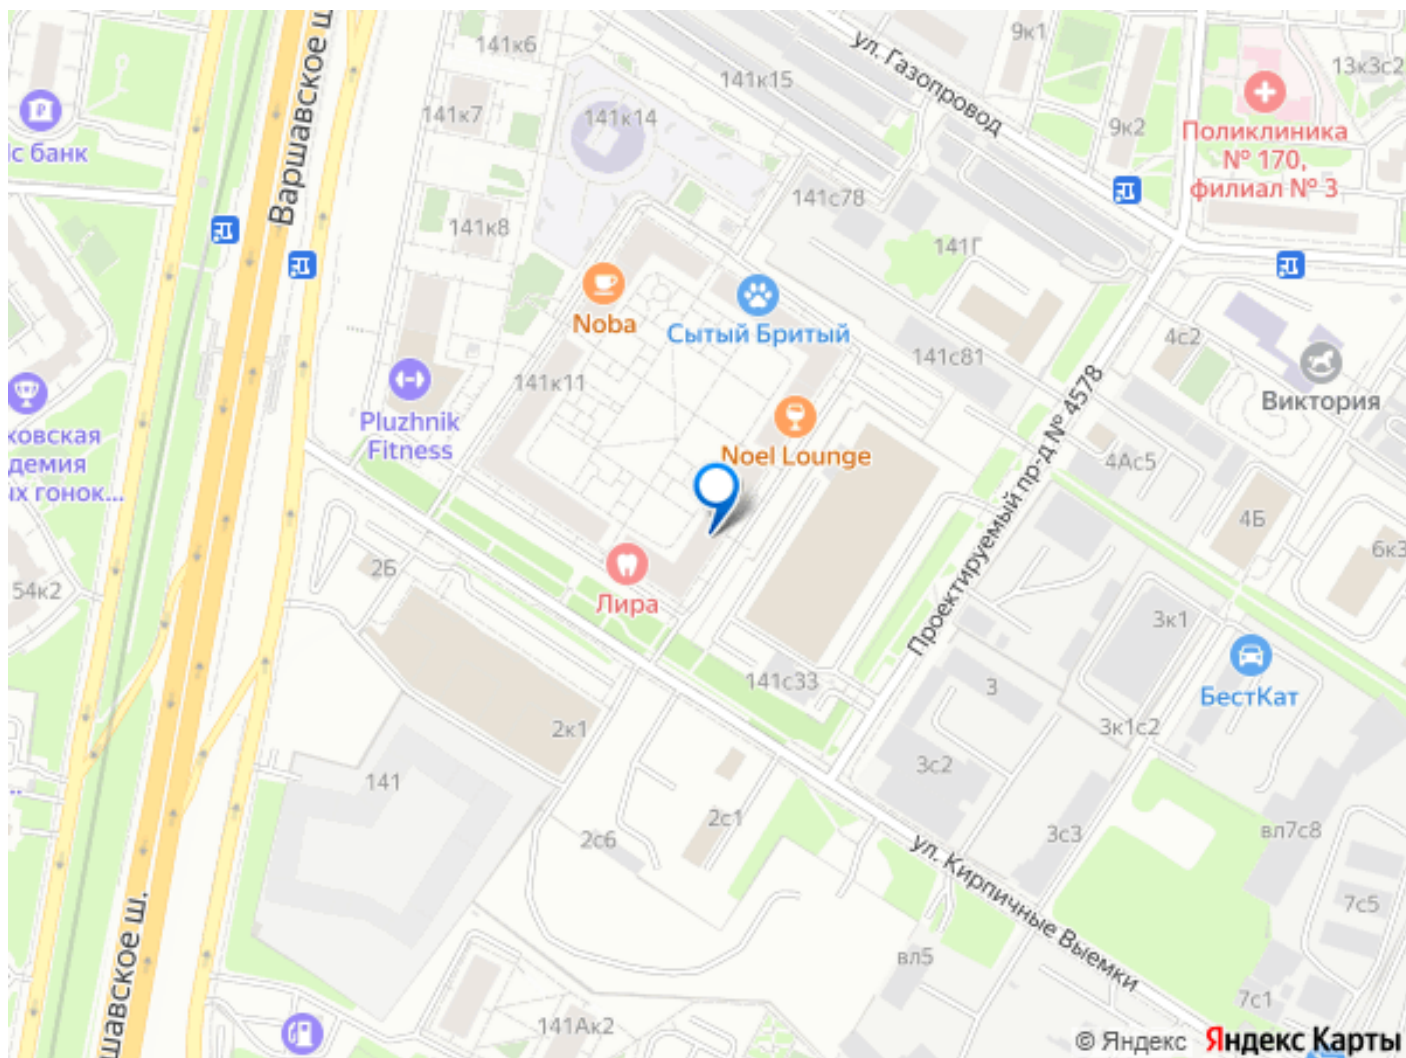 141к6
ул. Газопровод
9к1
13к3с2
Варшавское ш
141к15
141к7
141к14
9к2
Поликлиника
№ 170,
филиал № 3
с банк
141с78
141к8
141Г
Noba
Сытый Бритый
4с2
141с81
141к11
Виктория
Pluzhnik
Fitness
ховская
демия
ых гонок...
Noel Lounge
Проектируемый пр-д № 4578
4Ас5
4Б
6к3
2Б
54к2
Лира
3к1
141с33
3
БестКат
2к1
3к1с2
3с2
141
2с1
3с3
вл7с8
2с6
ул. Кирпичные Выемки
7с5
шавское ш.
вл5
7с1
141Ак2
© Яндекс Яндекс Карты